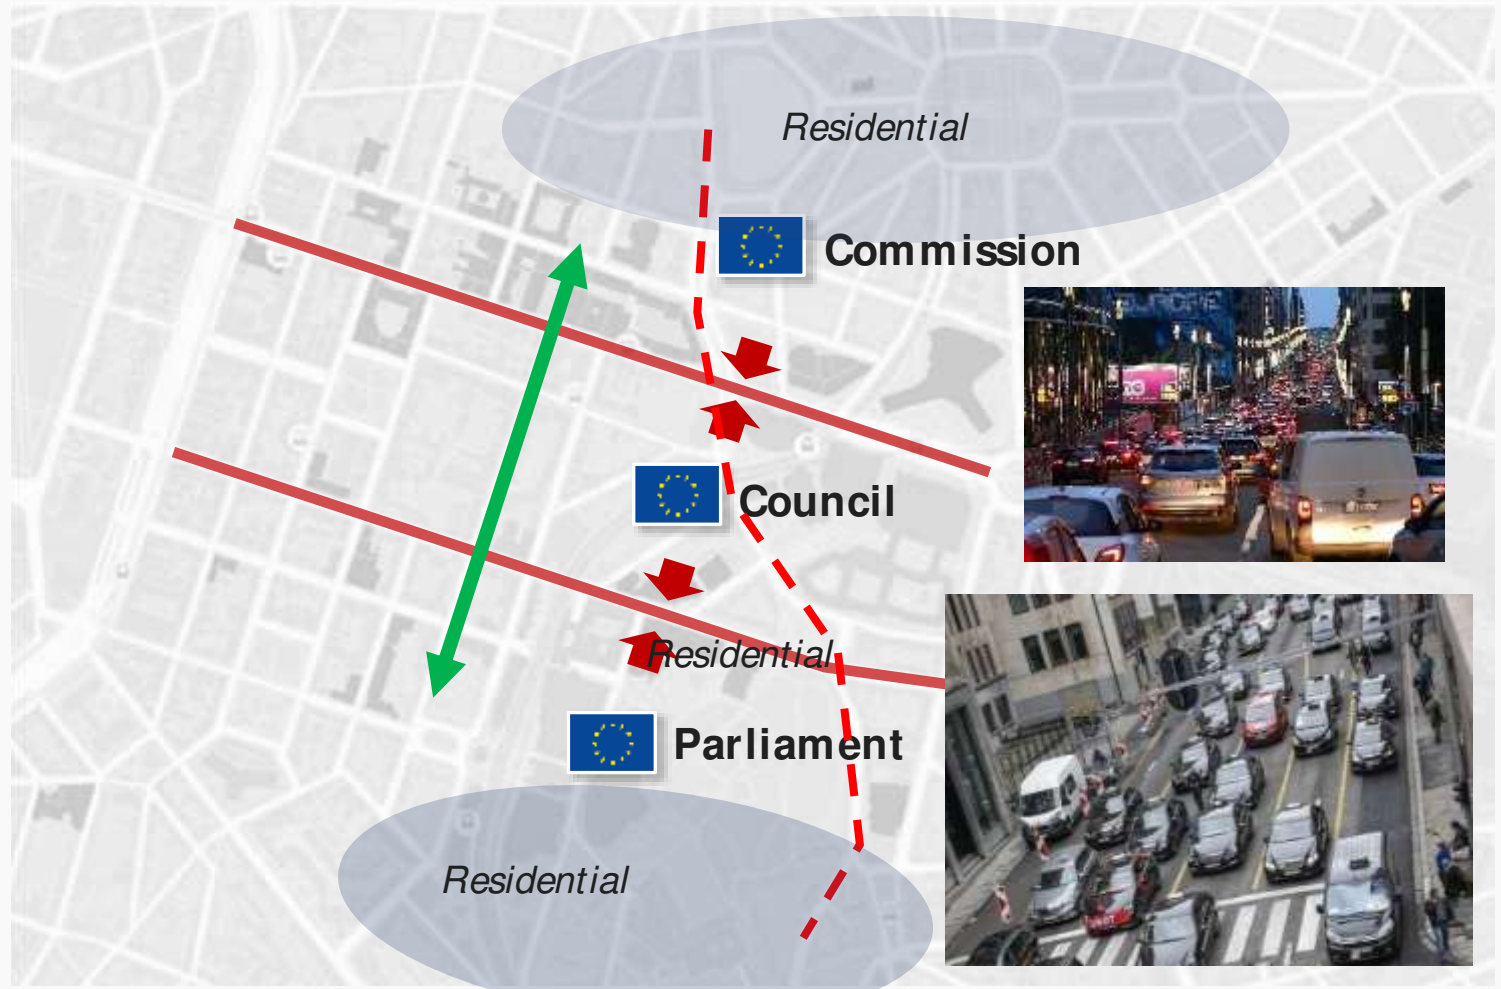 Residential
Commission
Council
Residential
Parliament
Residential